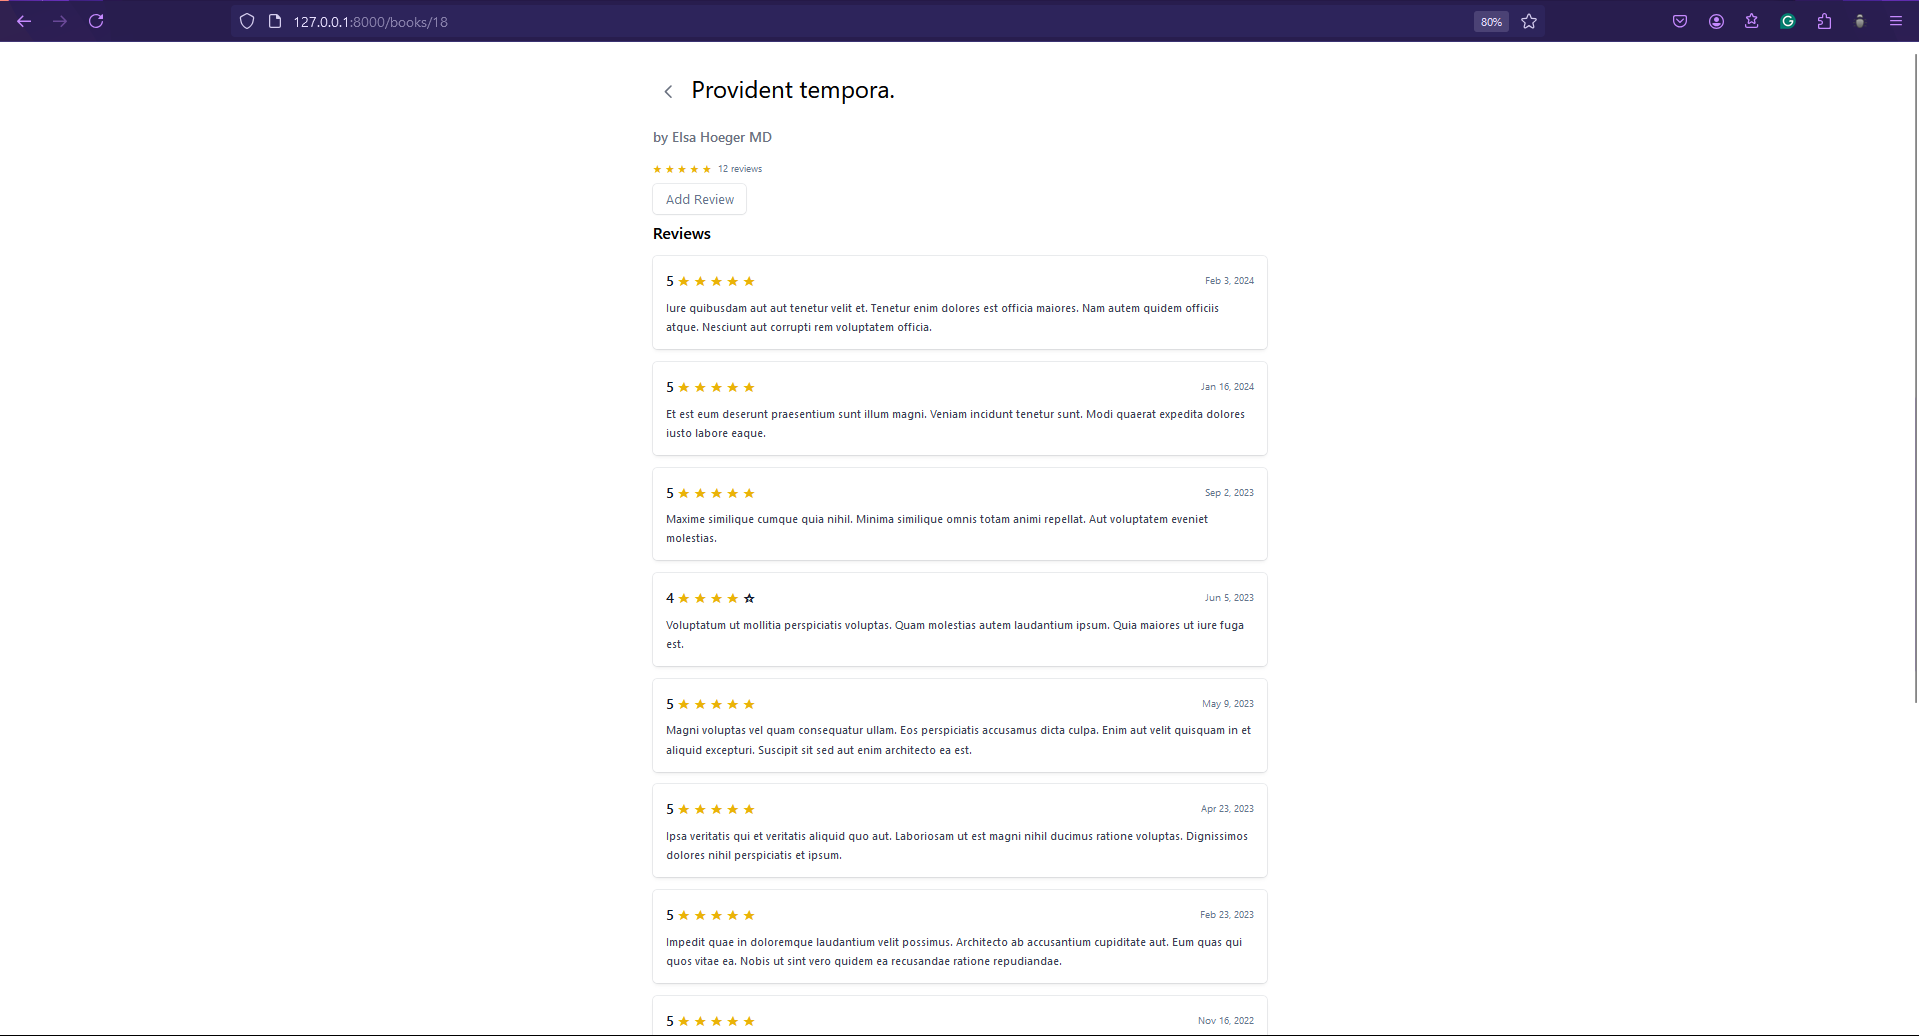 127.0.0.1:8000/books/18
80%
Provident tempora.
by Elsa Hoeger MD
★ ★ ★ ★ ★ 12 reviews
Add Review
Reviews
5 ★ ★ ★ ★ ★ Feb 3, 2024
Iure quibusdam aut aut tenetur velit et. Tenetur enim dolores est officia maiores. Nam autem quidem officiis
atque. Nesciunt aut corrupti rem voluptatem officia.
5 ★ ★ ★ ★ ★ Jan 16, 2024
Et est eum deserunt praesentium sunt illum magni. Veniam incidunt tenetur sunt. Modi quaerat expedita dolores
iusto labore eaque.
5 ★ ★ ★ ★ ★ Sep 2, 2023
Maxime similique cumque quia nihil. Minima similique omnis totam animi repellat. Aut voluptatem eveniet
molestias.
4 ★ ★ ★ ★ ☆ Jun 5, 2023
Voluptatum ut mollitia perspiciatis voluptas. Quam molestias autem laudantium ipsum. Quia maiores ut iure fuga
est.
5 ★ ★ ★ ★ ★ May 9, 2023
Magni voluptas vel quam consequatur ullam. Eos perspiciatis accusamus dicta culpa. Enim aut velit quisquam in et
aliquid excepturi. Suscipit sit sed aut enim architecto ea est.
5 ★ ★ ★ ★ ★ Apr 23, 2023
Ipsa veritatis qui et veritatis aliquid quo aut. Laboriosam ut est magni nihil ducimus ratione voluptas. Dignissimos
dolores nihil perspiciatis et ipsum.
5 ★ ★ ★ ★ ★ Feb 23, 2023
Impedit quae in doloremque laudantium velit possimus. Architecto ab accusantium cupiditate aut. Eum quas qui
quos vitae ea. Nobis ut sint vero quidem ea recusandae ratione repudiandae.
5 ★ ★ ★ ★ ★ Nov 16, 2022